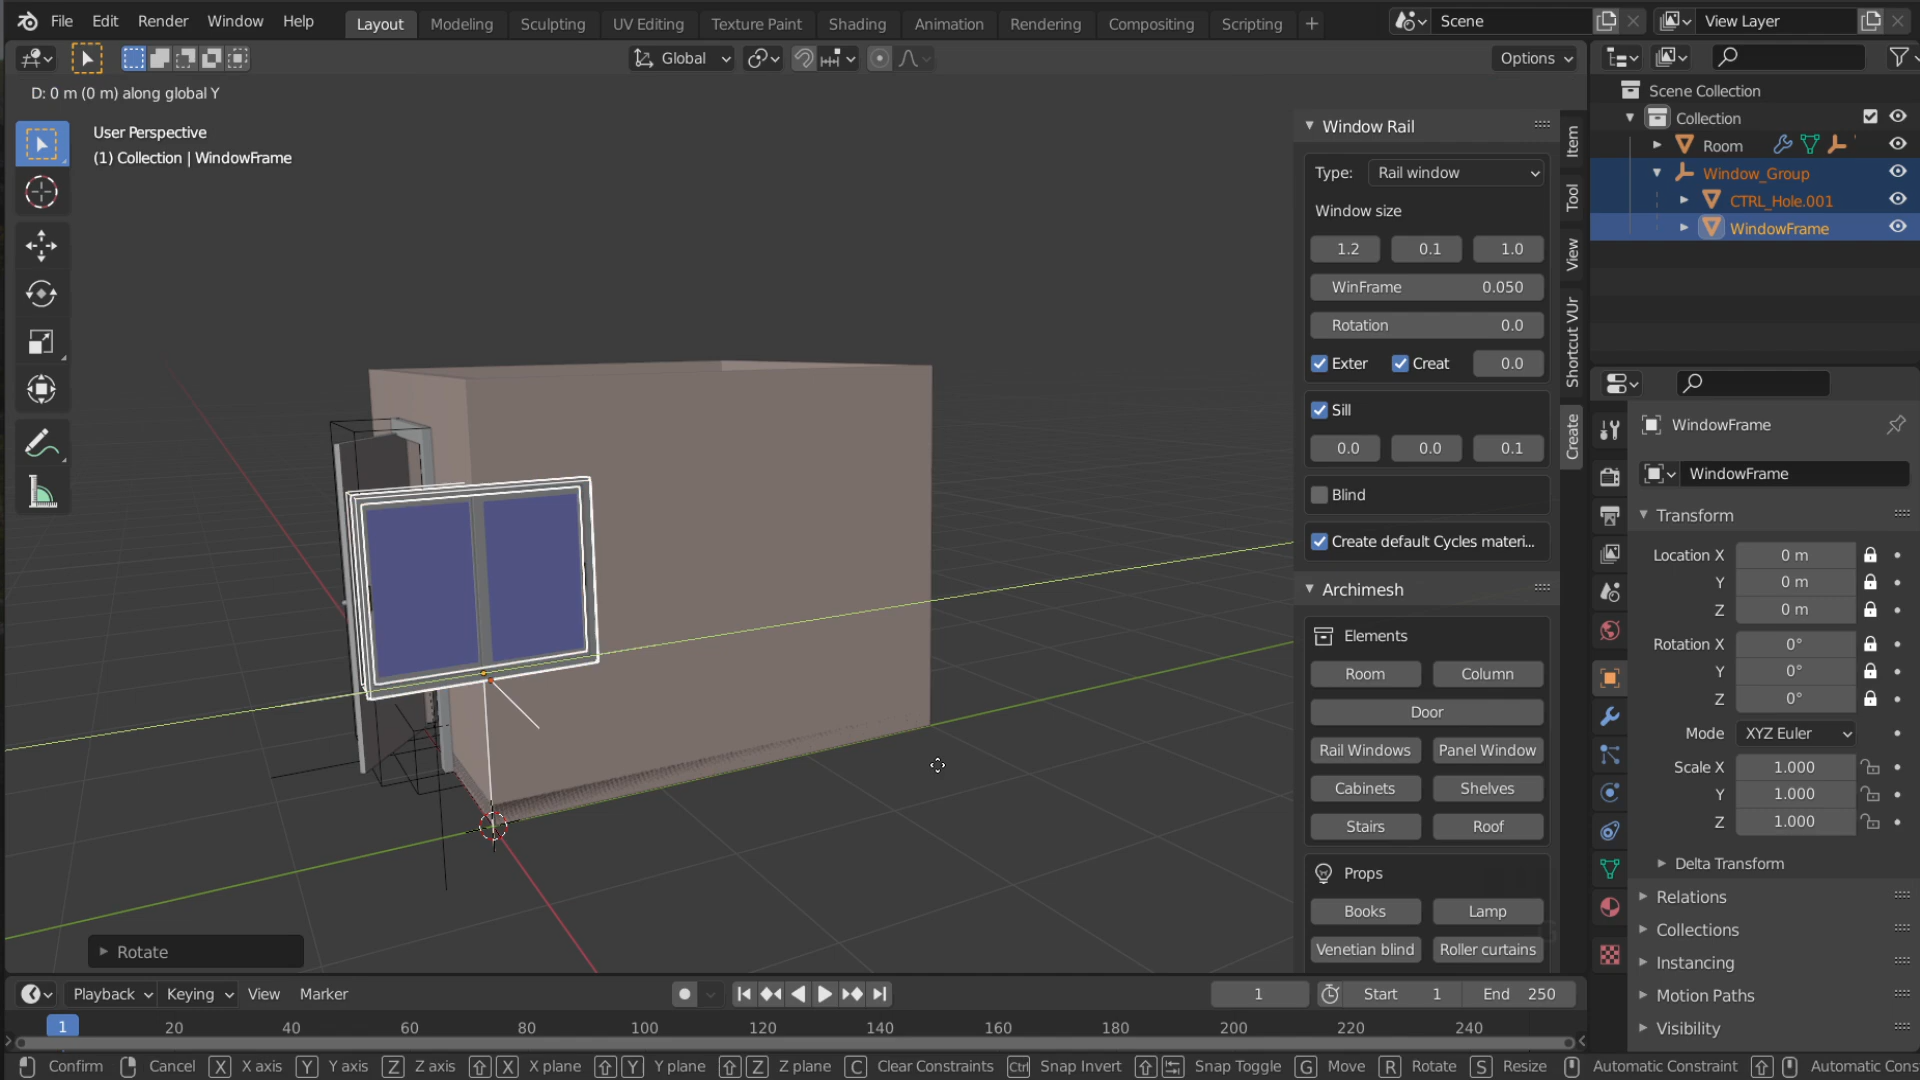 File Edit Render Window Help Layout Modeling Sculpting UV Editing Texture Paint Shading Animation Rendering Compositing Scripting + Scene View Layer
Global Options
D: 0 m (0 m) along global Y
User Perspective
(1) Collection | WindowFrame
Window Rail
Type: Rail window
Window size
1.2 0.1 1.0
WinFrame 0.050
Rotation 0.0
Exter Creat 0.0
Sill
0.0 0.0 0.1
Blind
Create default Cycles materi...
Archimesh
Elements
Room Column
Door
Rail Windows Panel Window
Cabinets Shelves
Stairs Roof
Props
Books Lamp
Venetian blind Roller curtains
Item
Tool
View
Shortcut VUr
Create
Scene Collection
Collection
Room
Window_Group
CTRL_Hole.001
WindowFrame
WindowFrame
WindowFrame
Transform
Location X 0 m
Y 0 m
Z 0 m
Rotation X 0°
Y 0°
Z 0°
Mode XYZ Euler
Scale X 1.000
Y 1.000
Z 1.000
Delta Transform
Relations
Collections
Instancing
Motion Paths
Visibility
Rotate
Playback Keying View Marker 1 Start 1 End 250
1 20 40 60 80 100 120 140 160 180 200 220 240
Confirm Cancel X X axis Y Y axis Z Z axis X X plane Y Y plane Z Z plane C Clear Constraints Ctrl Snap Invert Snap Toggle G Move R Rotate S Resize Automatic Constraint Automatic Cons